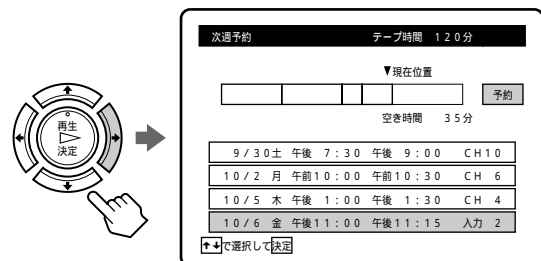 次週予約 テープ時間 120分
▼現在位置
予約
空き時間 35分
再生
決定
9/30土 午後 7:30 午後 9:00 CH10
10/2 月 午前10:00 午前10:30 CH 6
10/5 木 午後 1:00 午後 1:30 CH 4
10/6 金 午後11:00 午後11:15 入力 2
↑↓で選択して決定